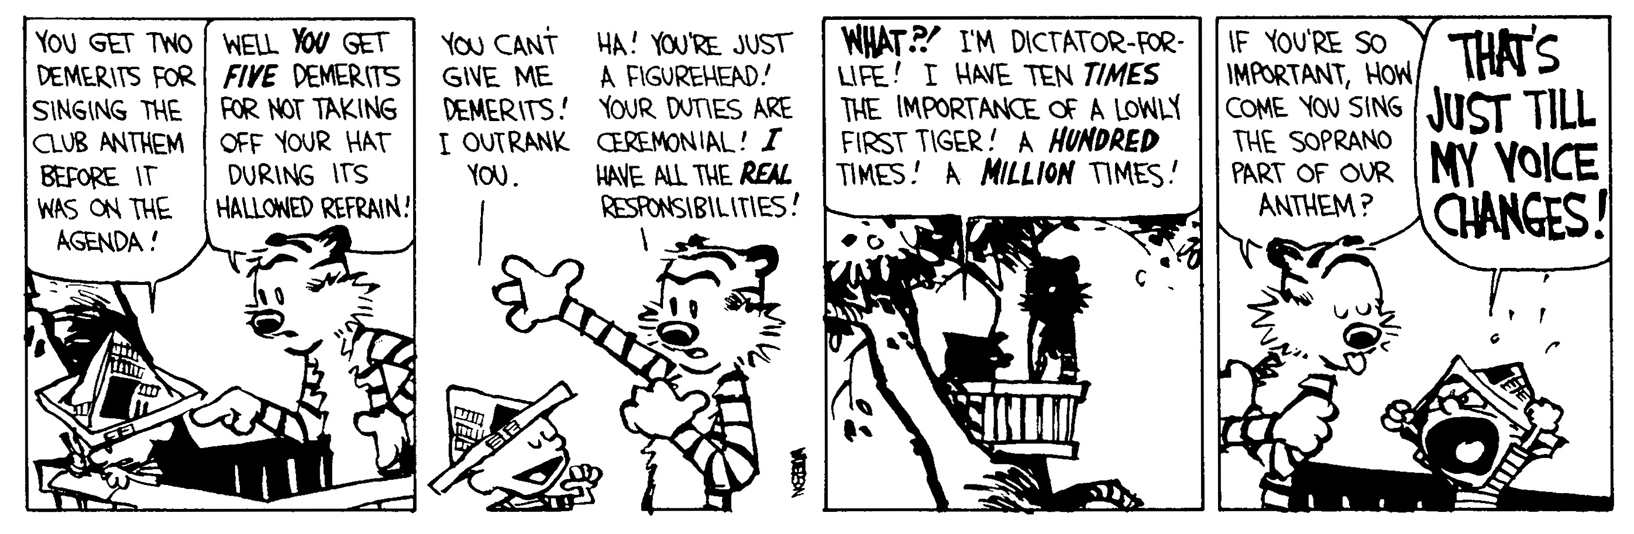 YOU GET TWO
DEMERITS FOR
SINGING THE
CLUB ANTHEM
BEFORE IT
WAS ON THE
AGENDA!
WELL YOU GET
FIVE DEMERITS
FOR NOT TAKING
OFF YOUR HAT
DURING ITS
HALLOWED REFRAIN!
YOU CAN'T
GIVE ME
DEMERITS!
I OUTRANK
YOU.
HA! YOU'RE JUST
A FIGUREHEAD!
YOUR DUTIES ARE
CEREMONIAL! I
HAVE ALL THE REAL
RESPONSIBILITIES!
WHAT?! I'M DICTATOR-FOR-
LIFE! I HAVE TEN TIMES
THE IMPORTANCE OF A LOWLY
FIRST TIGER! A HUNDRED
TIMES! A MILLION TIMES!
IF YOU'RE SO
IMPORTANT, HOW
COME YOU SING
THE SOPRANO
PART OF OUR
ANTHEM?
THAT'S
JUST TILL
MY VOICE
CHANGES!